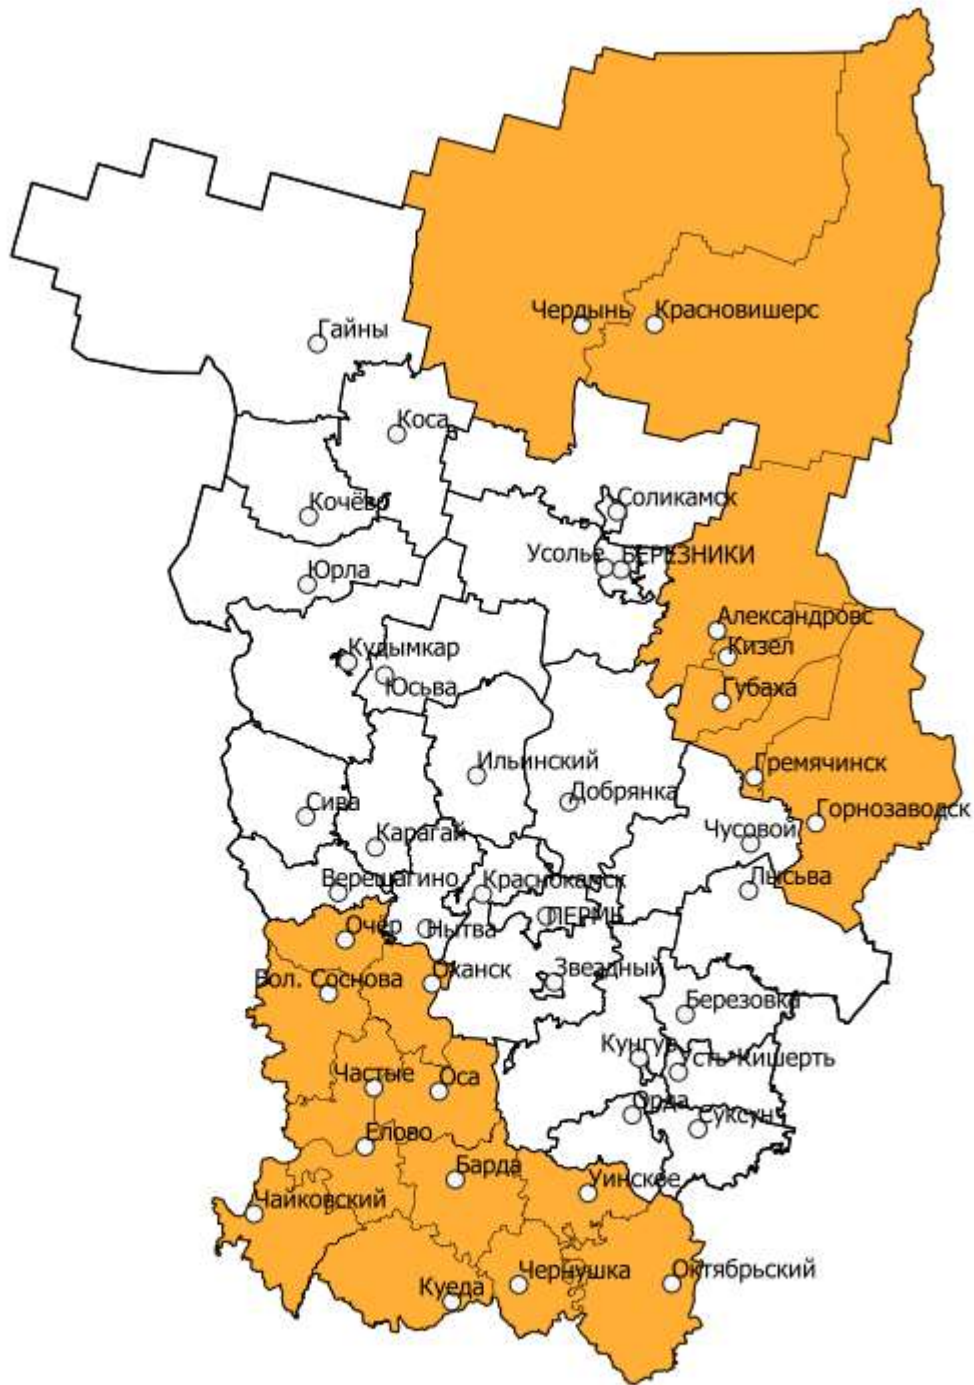 Чердынь
Красновишерс
Гайны
Коса
Соликамск
Кочёво
Усолье
БЕРЕЗНИКИ
Юрла
Александровс
Кизел
Кудымкар
Юсьва
Губаха
Ильинский
Гремячинск
Добрянка
Сива
Горнозаводск
Чусовой
Карагай
Верещагино
Краснокамск
Лысьва
ПЕРМЬ
Очёр
Нытва
Оханск
Звездный
Вол. Соснова
Березовка
Кунгур
Усть-Кишерть
Частые
Оса
Орда
Суксун
Елово
Барда
Уинское
Чайковский
Чернушка
Октябрьский
Куеда